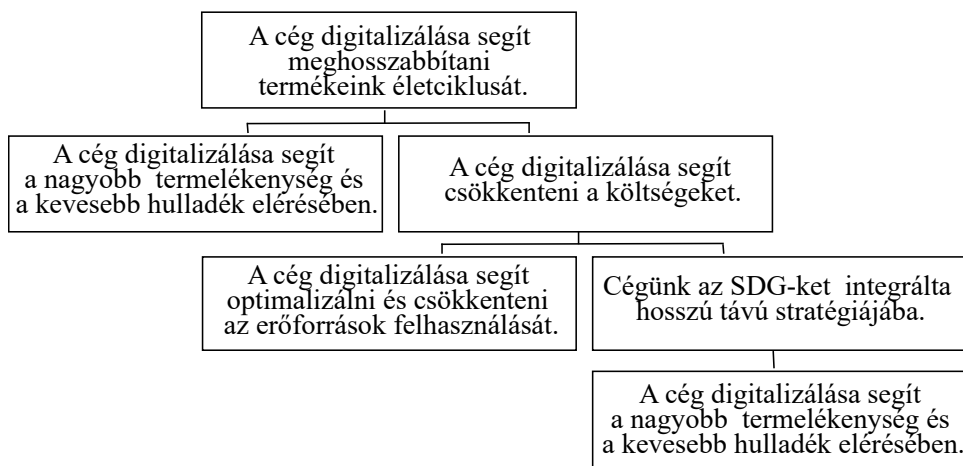 A cég digitalizálása segít
meghosszabbítani
termékeink életciklusát.
A cég digitalizálása segít
a nagyobb termelékenység és
a kevesebb hulladék elérésében.
A cég digitalizálása segít
csökkenteni a költségeket.
A cég digitalizálása segít
optimalizálni és csökkenteni
az erőforrások felhasználását.
Cégünk az SDG-ket integrálta
hosszú távú stratégiájába.
A cég digitalizálása segít
a nagyobb termelékenység és
a kevesebb hulladék elérésében.